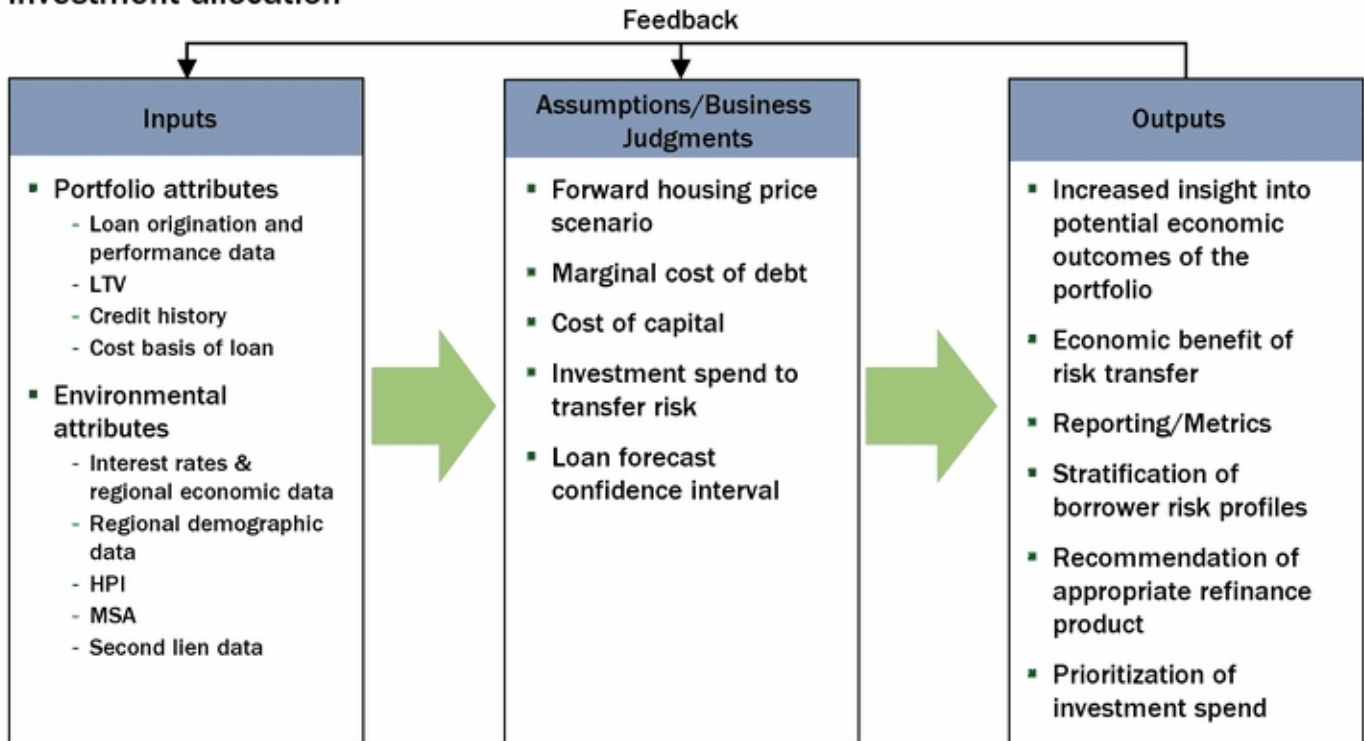 investment allocation
Feedback
Inputs
▪ Portfolio attributes
- Loan origination and
performance data
- LTV
- Credit history
- Cost basis of loan
▪ Environmental
attributes
- Interest rates &
regional economic data
- Regional demographic
data
- HPI
- MSA
- Second lien data
Assumptions/Business
Judgments
▪ Forward housing price
scenario
▪ Marginal cost of debt
▪ Cost of capital
▪ Investment spend to
transfer risk
▪ Loan forecast
confidence interval
Outputs
▪ Increased insight into
potential economic
outcomes of the
portfolio
▪ Economic benefit of
risk transfer
▪ Reporting/Metrics
▪ Stratification of
borrower risk profiles
▪ Recommendation of
appropriate refinance
product
▪ Prioritization of
investment spend